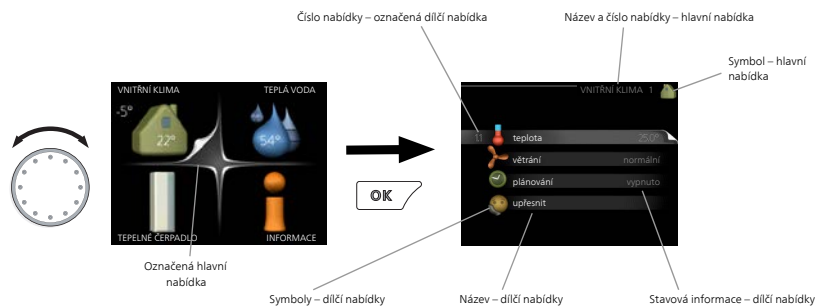 Číslo nabídky – označená dílčí nabídka
Název a číslo nabídky – hlavní nabídka
Symbol – hlavní
nabídka
VNITŘNÍ KLIMA
TEPLÁ VODA
-5°
22°
54°
TEPELNÉ ČERPADLO
INFORMACE
OK
VNITŘNÍ KLIMA 1
1.1 teplota 25.0°
větrání normální
plánování vypnuto
upřesnit
Označená hlavní
nabídka
Symboly – dílčí nabídky
Název – dílčí nabídky
Stavová informace – dílčí nabídky